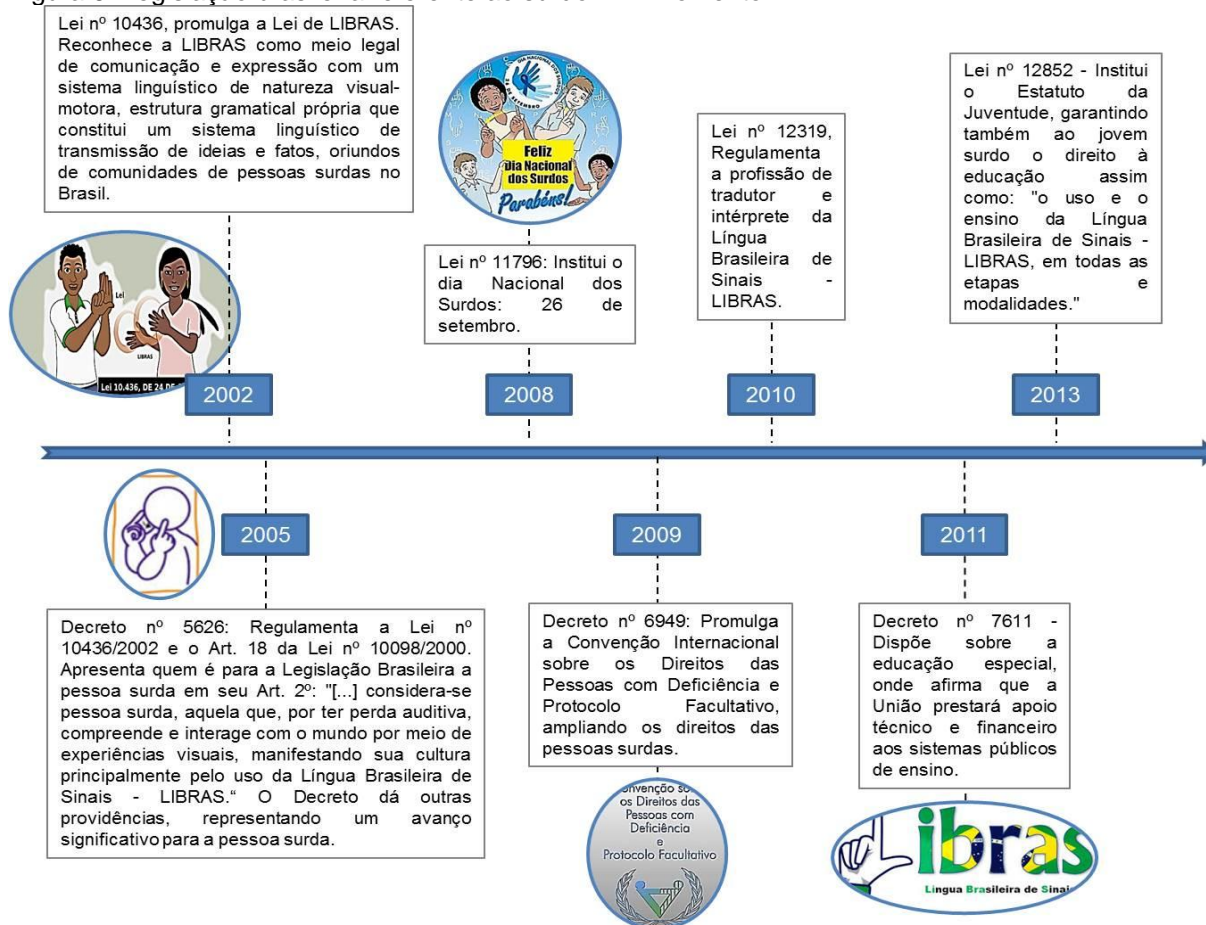 Lei nº 10436, promulga a Lei de LIBRAS.
Reconhece a LIBRAS como meio legal
de comunicação e expressão com um
sistema linguístico de natureza visual-
motora, estrutura gramatical própria que
constitui um sistema linguístico de
transmissão de ideias e fatos, oriundos
de comunidades de pessoas surdas no
Brasil.
Lei
LIBRAS
Lei 10.436, DE 24 DE
2002
DIA NACIONAL DOS SURDOS
Feliz
Dia Nacional
dos Surdos
Parabéns!
Lei nº 11796: Institui o
dia Nacional dos
Surdos: 26 de
setembro.
2008
Lei nº 12319,
Regulamenta
a profissão de
tradutor e
intérprete da
Língua
Brasileira de
Sinais -
LIBRAS.
2010
Lei nº 12852 - Institui
o Estatuto da
Juventude, garantindo
também ao jovem
surdo o direito à
educação assim
como: "o uso e o
ensino da Língua
Brasileira de Sinais -
LIBRAS, em todas as
etapas e
modalidades."
2013
2005
Decreto nº 5626: Regulamenta a Lei nº
10436/2002 e o Art. 18 da Lei nº 10098/2000.
Apresenta quem é para a Legislação Brasileira a
pessoa surda em seu Art. 2º: "[...] considera-se
pessoa surda, aquela que, por ter perda auditiva,
compreende e interage com o mundo por meio de
experiências visuais, manifestando sua cultura
principalmente pelo uso da Língua Brasileira de
Sinais - LIBRAS.“ O Decreto dá outras
providências, representando um avanço
significativo para a pessoa surda.
2009
Decreto nº 6949: Promulga
a Convenção Internacional
sobre os Direitos das
Pessoas com Deficiência e
Protocolo Facultativo,
ampliando os direitos das
pessoas surdas.
os Direitos das
Pessoas com
Deficiência
e
Protocolo Facultativo
2011
Decreto nº 7611 -
Dispõe sobre a
educação especial,
onde afirma que a
União prestará apoio
técnico e financeiro
aos sistemas públicos
de ensino.
Libras
Língua Brasileira de Sinais